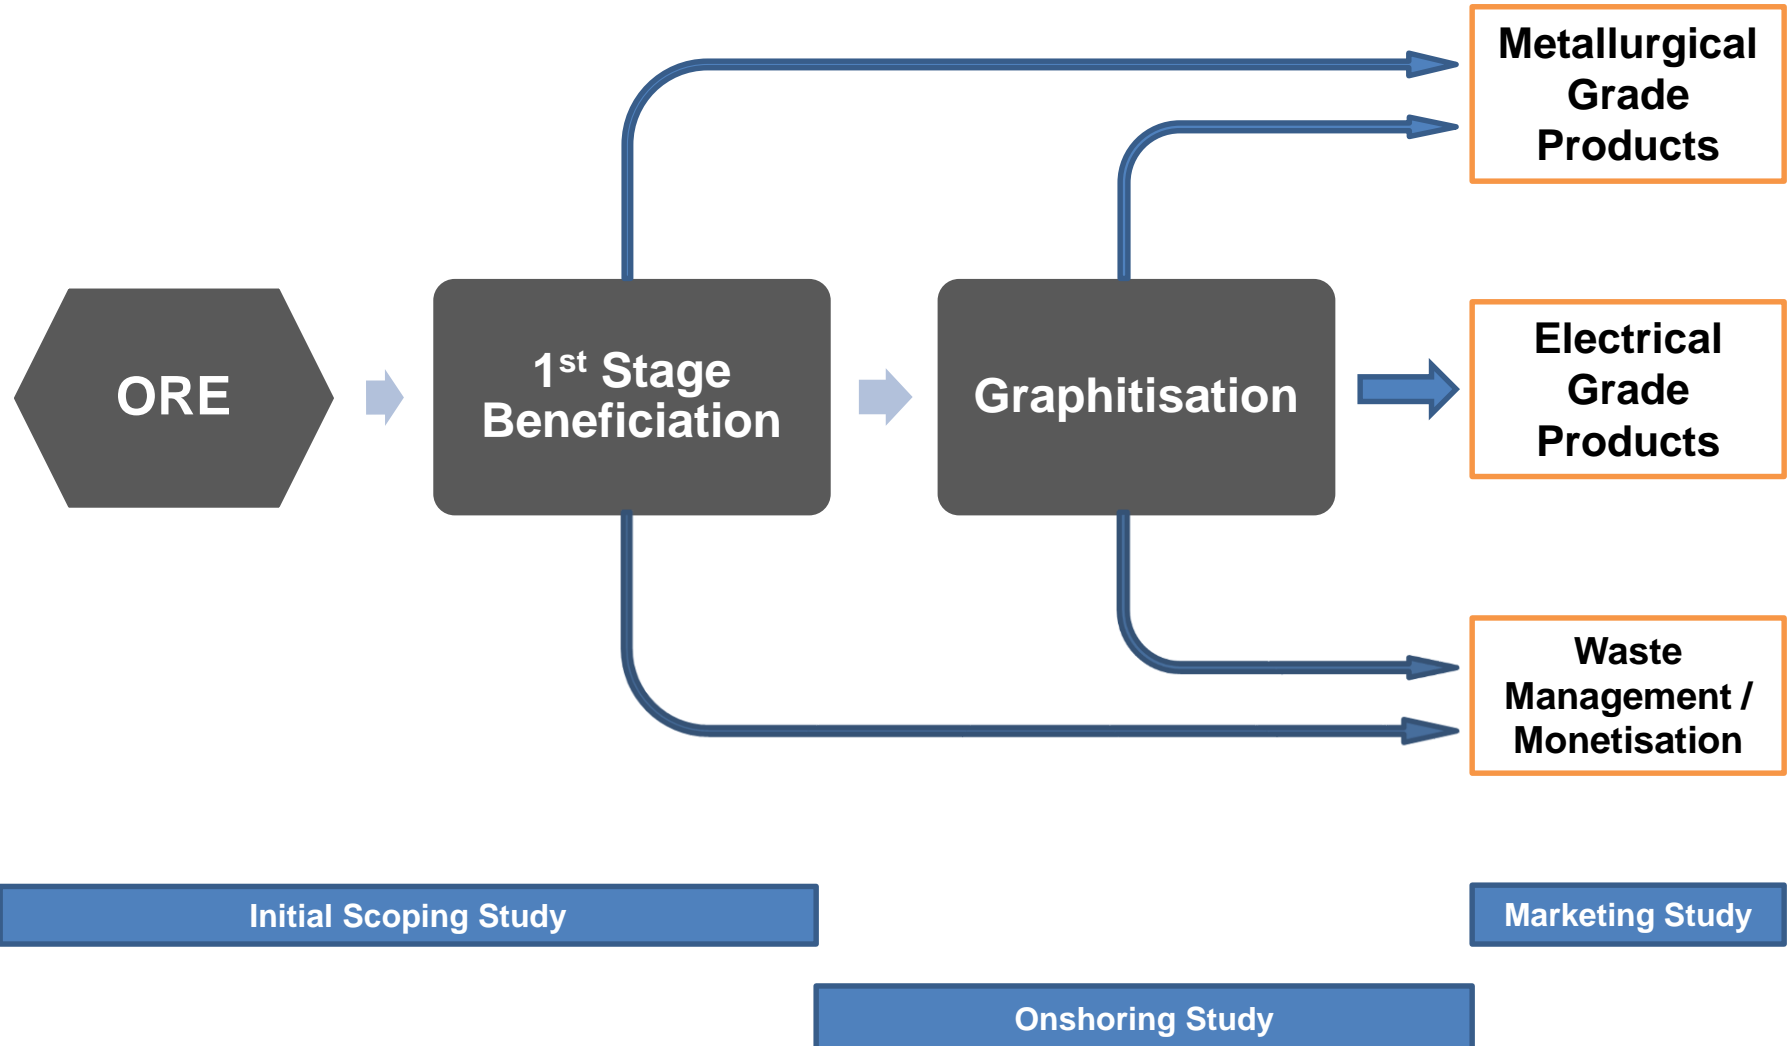 Metallurgical
Grade
Products
ORE
1st Stage
Beneficiation
Graphitisation
Electrical
Grade
Products
Waste
Management /
Monetisation
Initial Scoping Study
Marketing Study
Onshoring Study